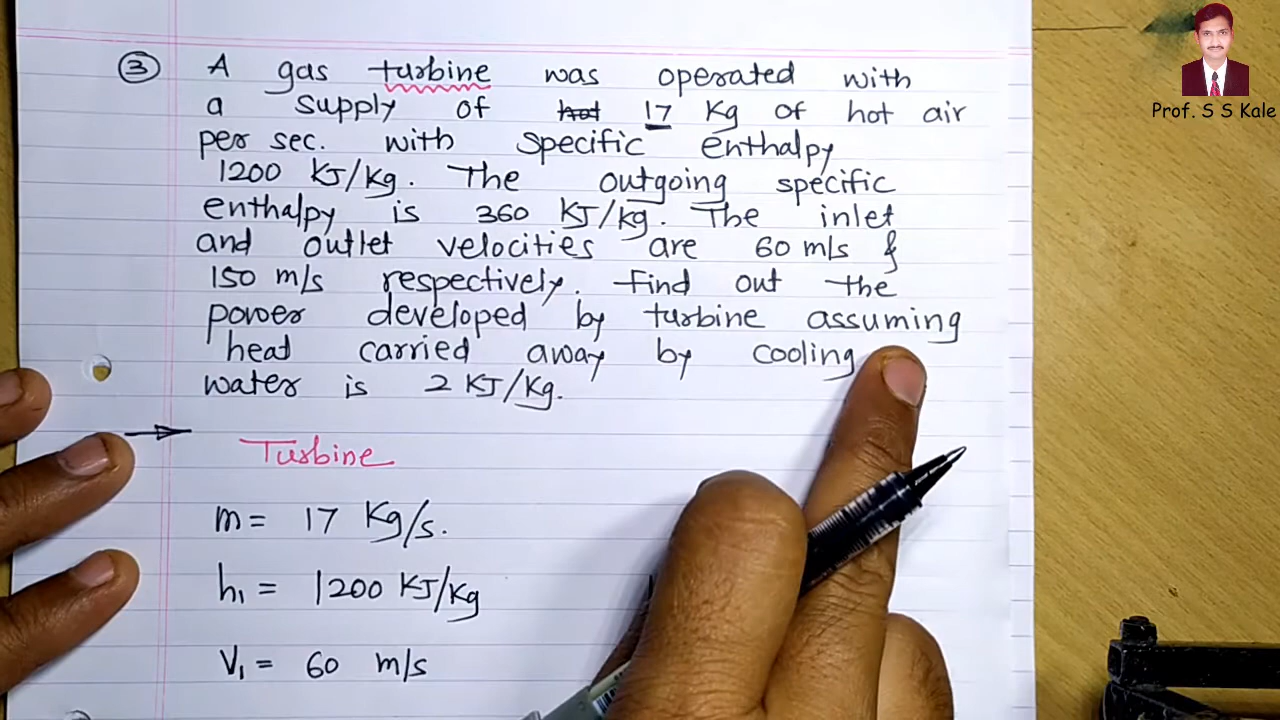 ③ A gas turbine was operated with
a supply of hot 17 Kg of hot air
per sec. with specific enthalpy
1200 KJ/Kg. The outgoing specific
enthalpy is 360 KJ/kg. The inlet
and outlet velocities are 60 m/s &
150 m/s respectively. Find out the
power developed by turbine assuming
heat carried away by cooling
water is 2 KJ/Kg.
Turbine
m = 17 Kg/s.
h₁ = 1200 KJ/Kg
V₁ = 60 m/s
Prof. S S Kale